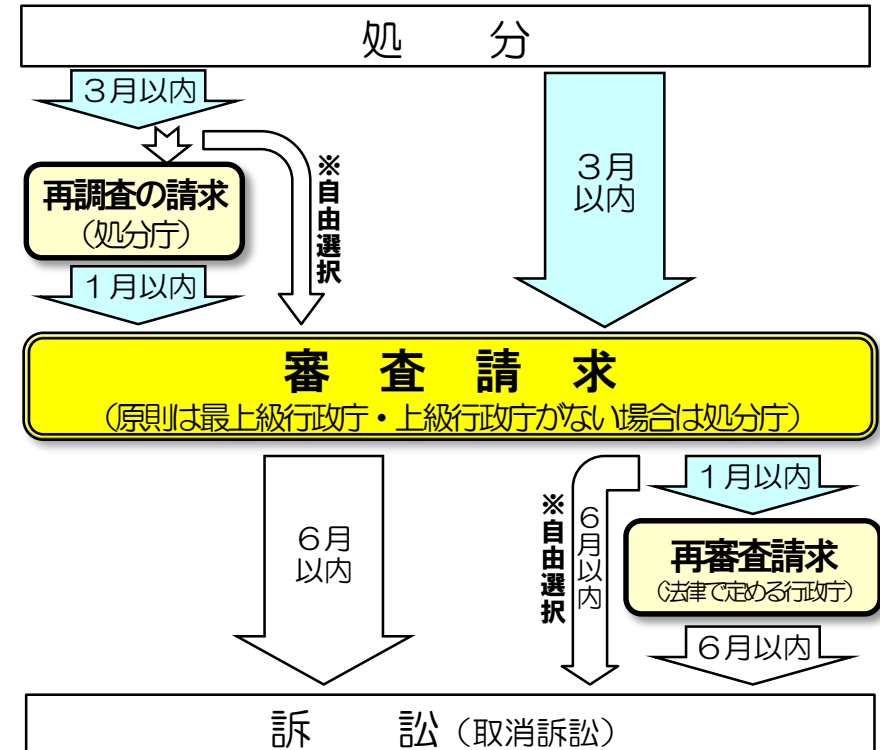 処　分
３月以内
３月
以内
※自由選択
再調査の請求
（処分庁）
１月以内
審　査　請　求
（原則は最上級行政庁・上級行政庁がない場合は処分庁）
６月
以内
※自由選択
６月以内
１月以内
再審査請求
（法律で定める行政庁）
６月以内
訴　訟（取消訴訟）